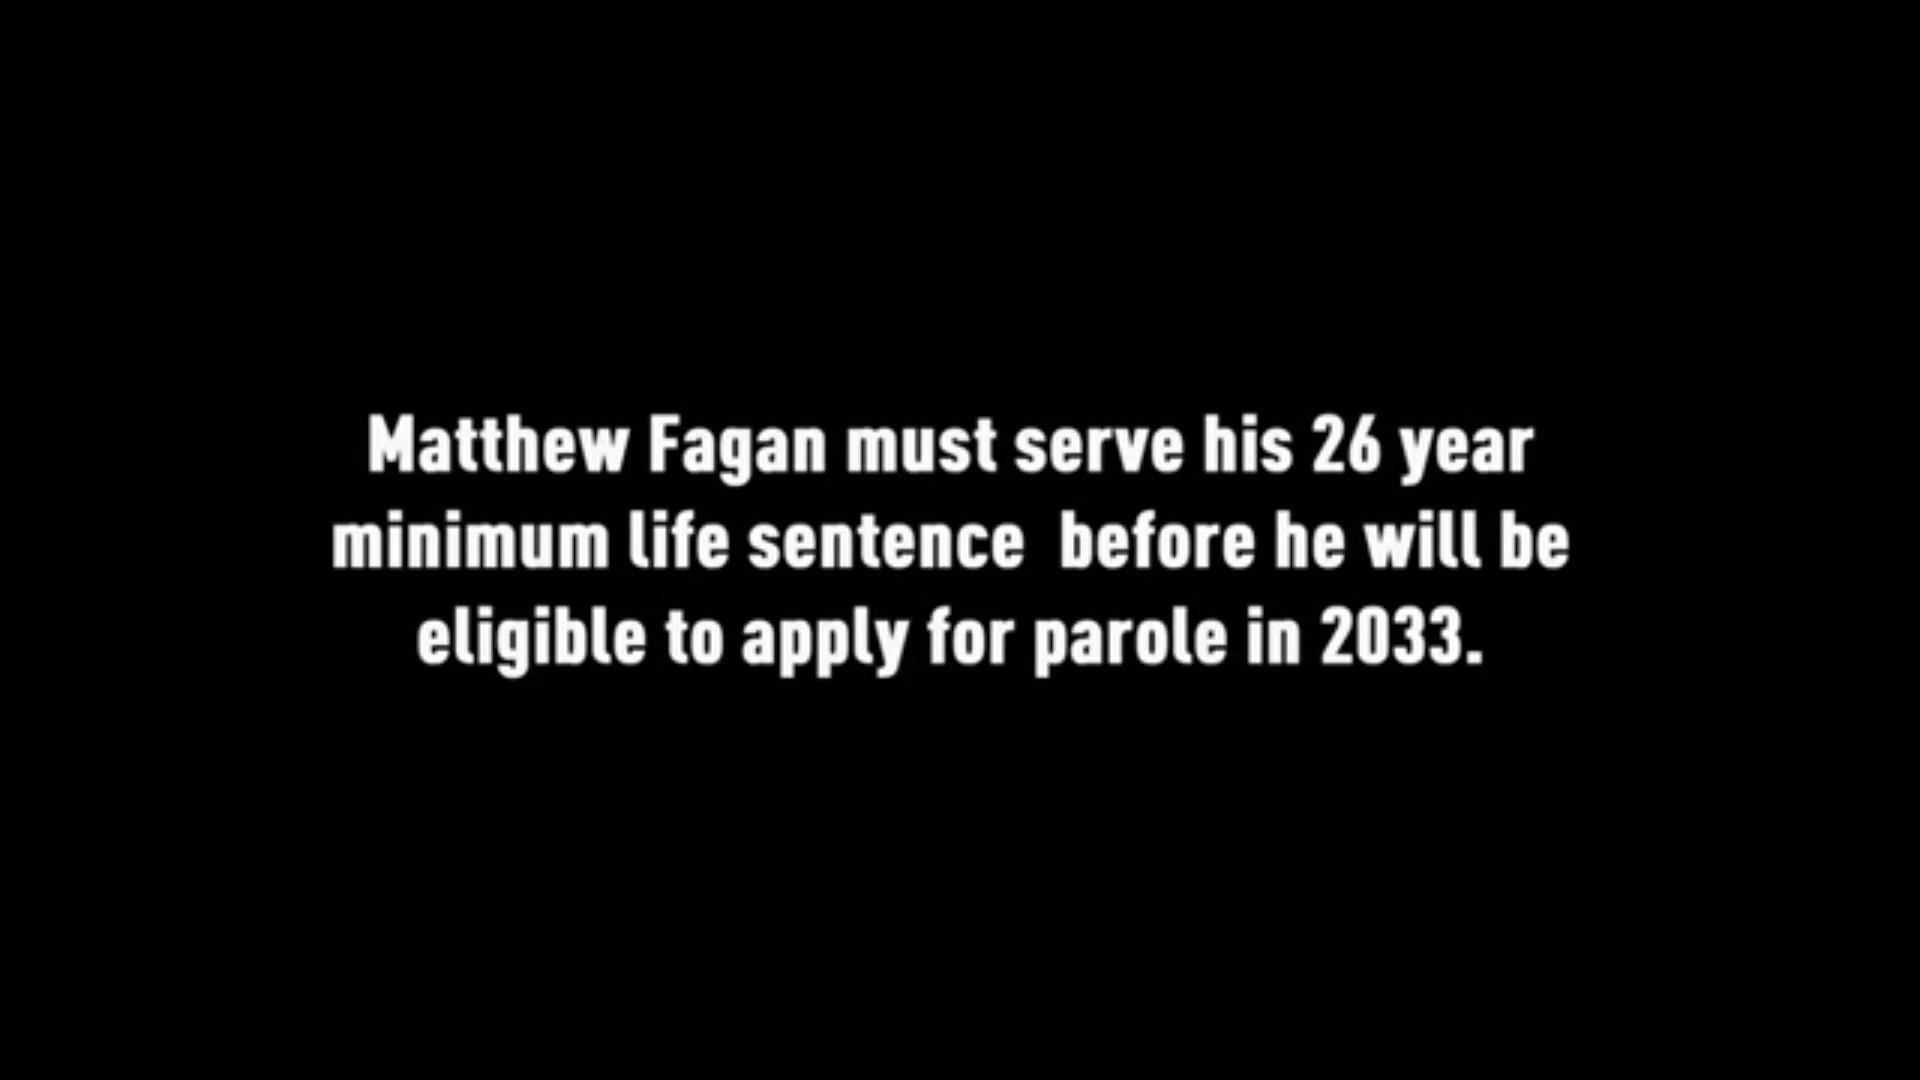 Matthew Fagan must serve his 26 year
minimum life sentence  before he will be
eligible to apply for parole in 2033.